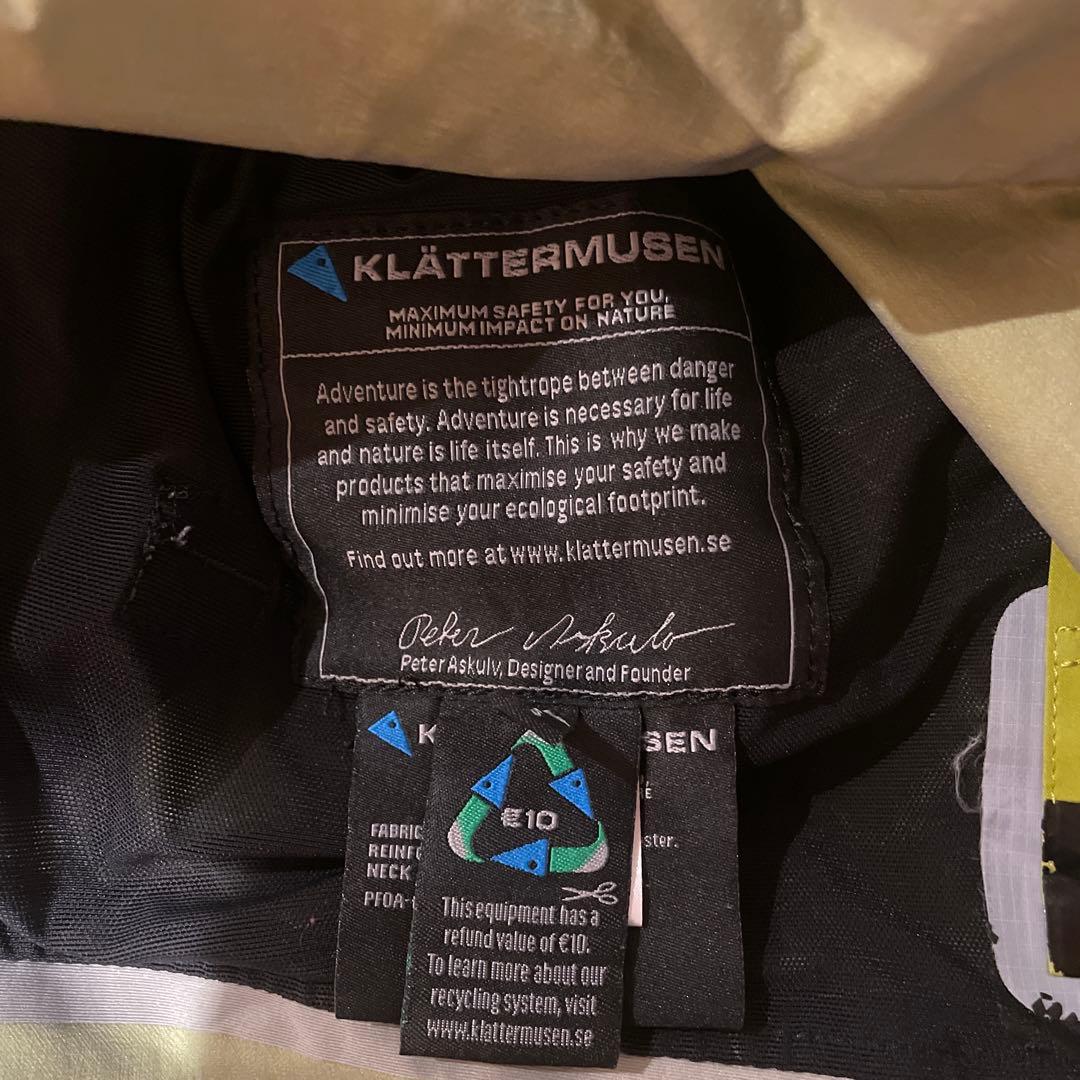 KLÄTTERMUSEN
MAXIMUM SAFETY FOR YOU,
MINIMUM IMPACT ON NATURE
Adventure is the tightrope between danger
and safety. Adventure is necessary for life
and nature is life itself. This is why we make
products that maximise your safety and
minimise your ecological footprint.
Find out more at www.klattermusen.se
Peter Askulv
Peter Askulv, Designer and Founder
€10
This equipment has a
refund value of €10.
To learn more about our
recycling system, visit
www.klattermusen.se
NECK